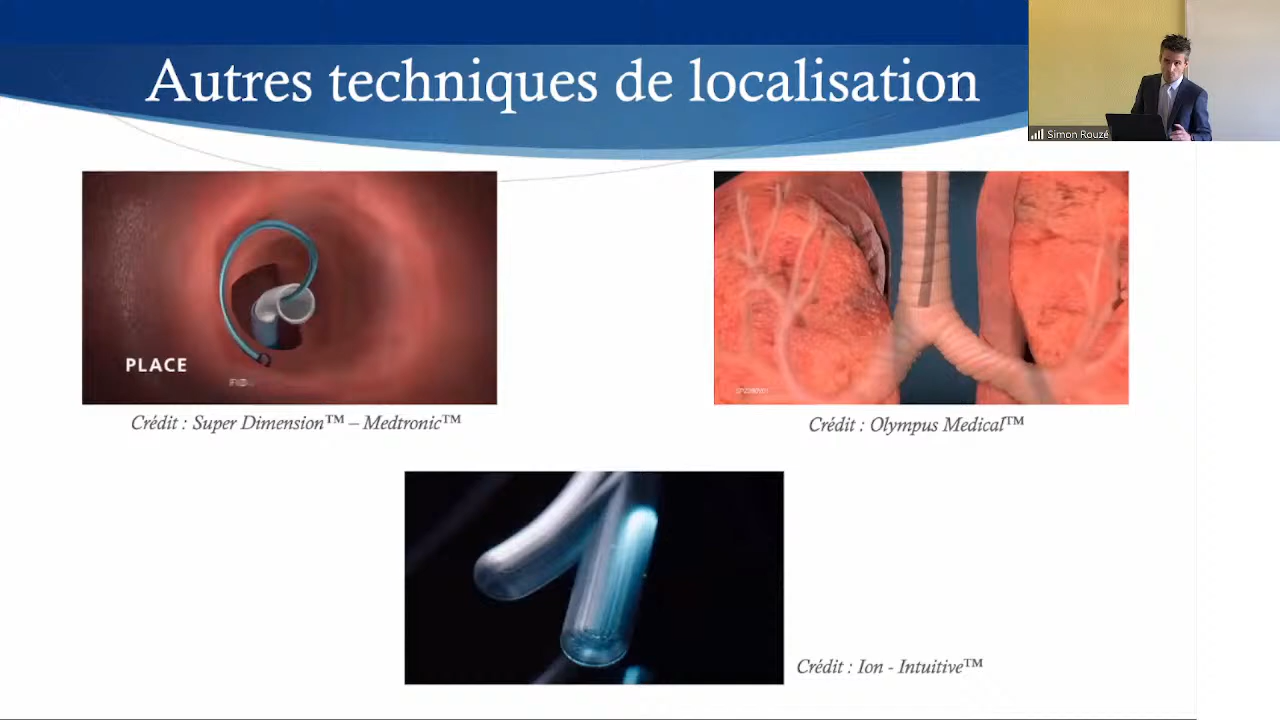 Autres techniques de localisation
Simon Rouzé
PLACE
Crédit : Super Dimension™ – Medtronic™
Crédit : Olympus Medical™
Crédit : Ion - Intuitive™